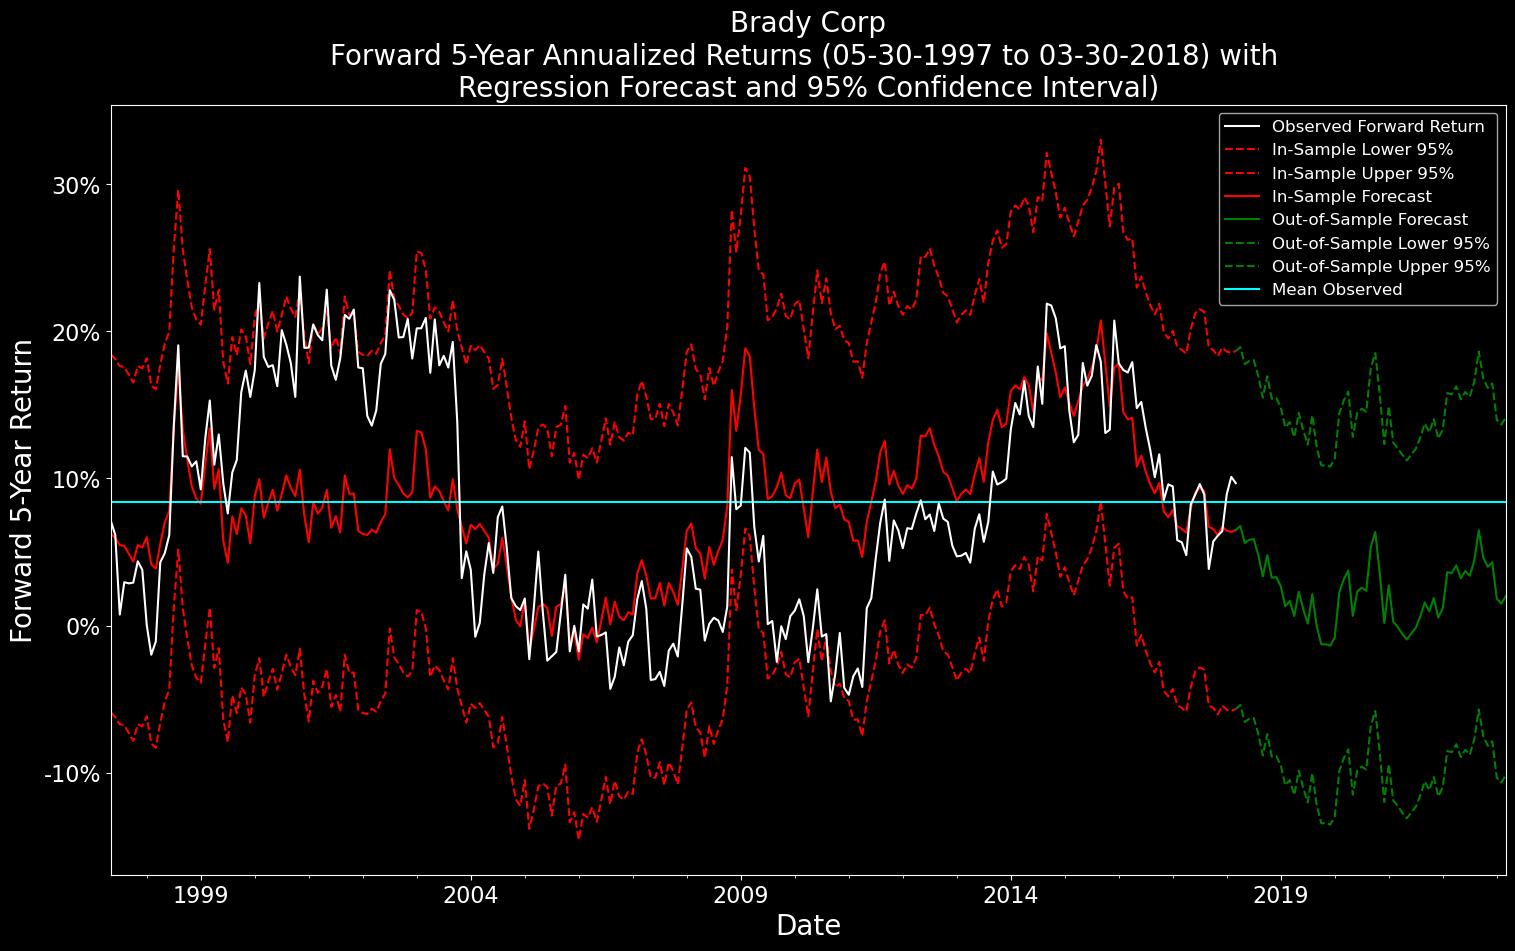 Brady Corp
Forward 5-Year Annualized Returns (05-30-1997 to 03-30-2018) with
Regression Forecast and 95% Confidence Interval)
Observed Forward Return
In-Sample Lower 95%
In-Sample Upper 95%
In-Sample Forecast
Out-of-Sample Forecast
Out-of-Sample Lower 95%
Out-of-Sample Upper 95%
Mean Observed
Forward 5-Year Return
30%
20%
10%
0%
-10%
1999
2004
2009
2014
2019
Date